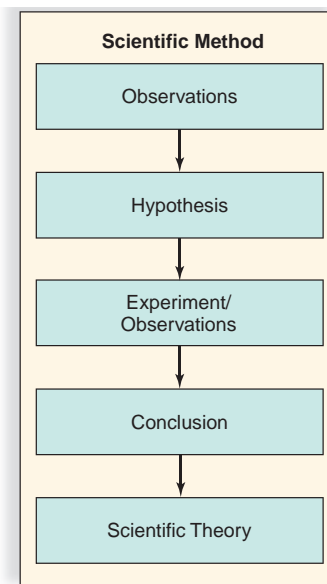 Scientific Method
Observations
Hypothesis
Experiment/
Observations
Conclusion
Scientific Theory